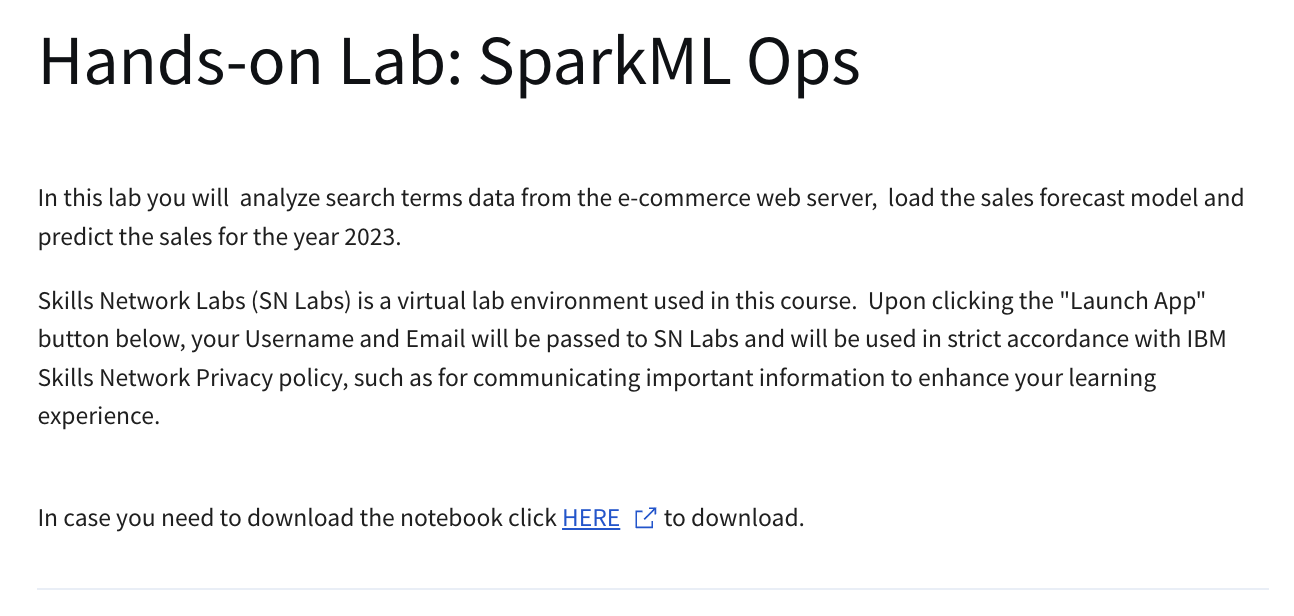 Hands-on Lab: SparkML Ops
In this lab you will  analyze search terms data from the e-commerce web server,  load the sales forecast model and
predict the sales for the year 2023.
Skills Network Labs (SN Labs) is a virtual lab environment used in this course.  Upon clicking the "Launch App"
button below, your Username and Email will be passed to SN Labs and will be used in strict accordance with IBM
Skills Network Privacy policy, such as for communicating important information to enhance your learning
experience.
In case you need to download the notebook click HERE to download.